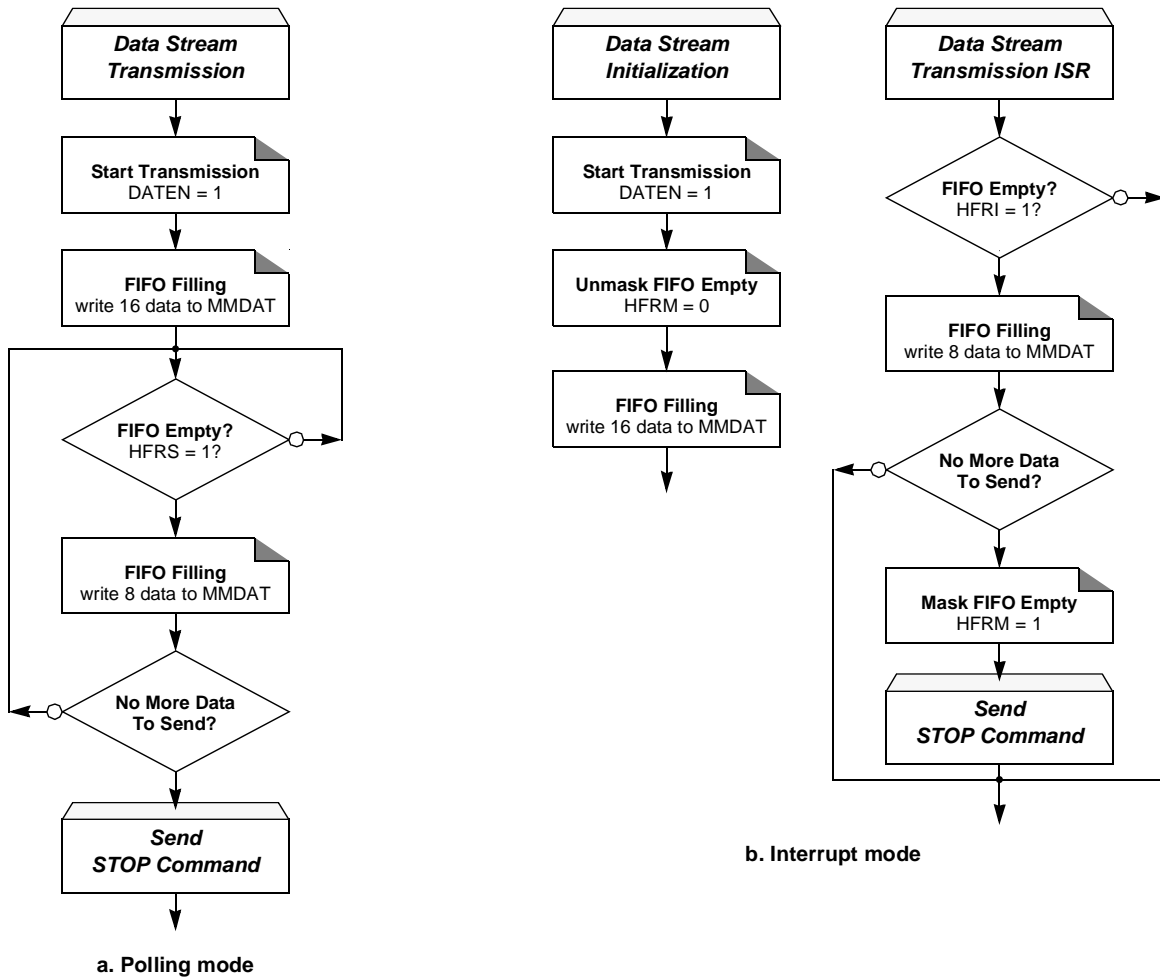 Data Stream
Transmission
Start Transmission
DATEN = 1
FIFO Filling
write 16 data to MMDAT
FIFO Empty?
HFRS = 1?
FIFO Filling
write 8 data to MMDAT
No More Data
To Send?
Send
STOP Command
a. Polling mode
Data Stream
Initialization
Start Transmission
DATEN = 1
Unmask FIFO Empty
HFRM = 0
FIFO Filling
write 16 data to MMDAT
Data Stream
Transmission ISR
FIFO Empty?
HFRI = 1?
FIFO Filling
write 8 data to MMDAT
No More Data
To Send?
Mask FIFO Empty
HFRM = 1
Send
STOP Command
b. Interrupt mode